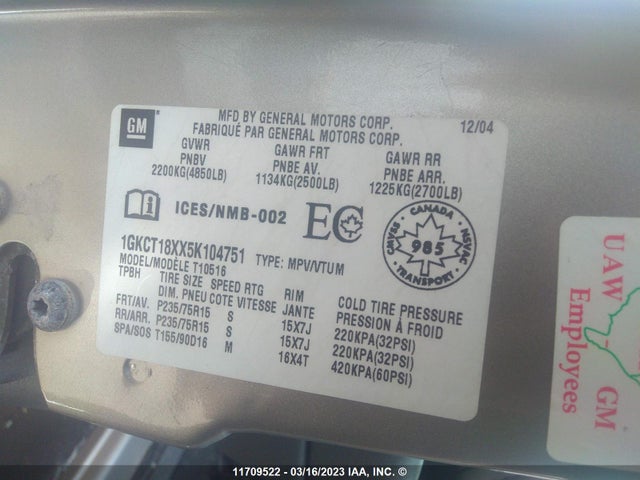 GM
MFD BY GENERAL MOTORS CORP. 12/04
FABRIQUÉ PAR GENERAL MOTORS CORP.
GVWR GAWR FRT GAWR RR
PNBV PNBE AV. PNBE ARR.
2200KG(4850LB) 1134KG(2500LB) 1225KG(2700LB)
ICES/NMB-002 EC
CANADA
CMVSS NSVAC
985
TRANSPORT
1GKCT18XX5K104751 TYPE: MPV/VTUM
MODEL/MODÈLE T10516
TPBH TIRE SIZE SPEED RTG RIM COLD TIRE PRESSURE
DIM. PNEU COTE VITESSE JANTE PRESSION À FROID
FRT/AV. P235/75R15 S 15X7J 220KPA(32PSI)
RR/ARR. P235/75R15 S 15X7J 220KPA(32PSI)
SPA/SOS T155/90D16 M 16X4T 420KPA(60PSI)
UAW GM
Employees
11709522 - 03/16/2023 IAA, INC. ©